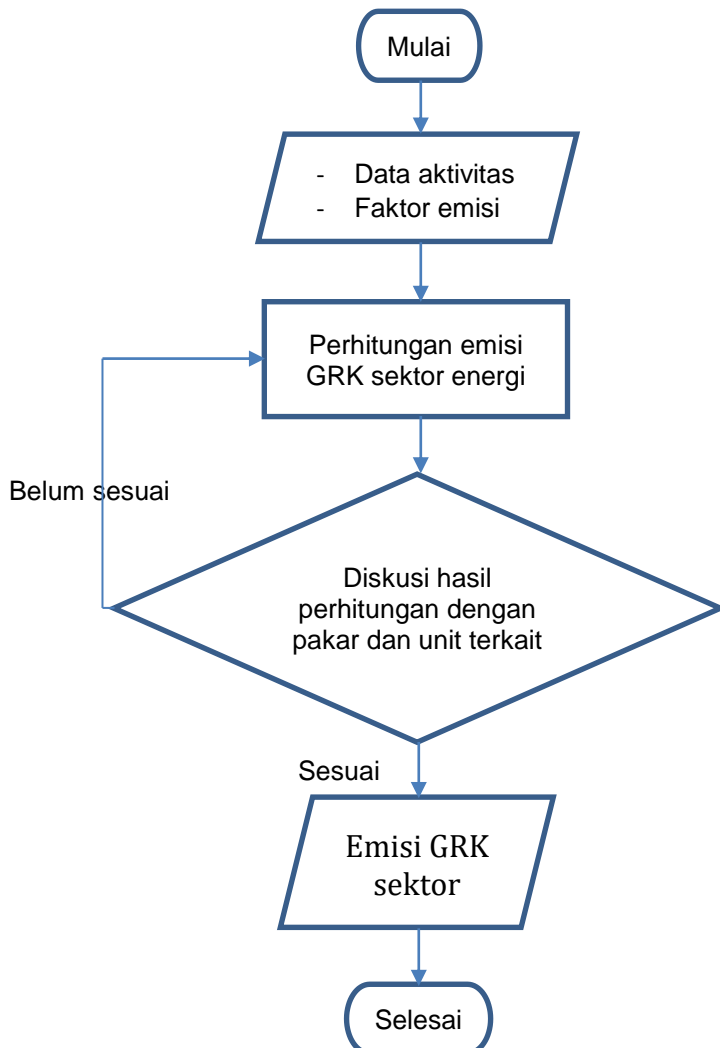 Mulai
- Data aktivitas
- Faktor emisi
Perhitungan emisi
GRK sektor energi
Belum sesuai
Diskusi hasil
perhitungan dengan
pakar dan unit terkait
Sesuai
Emisi GRK
sektor
Selesai